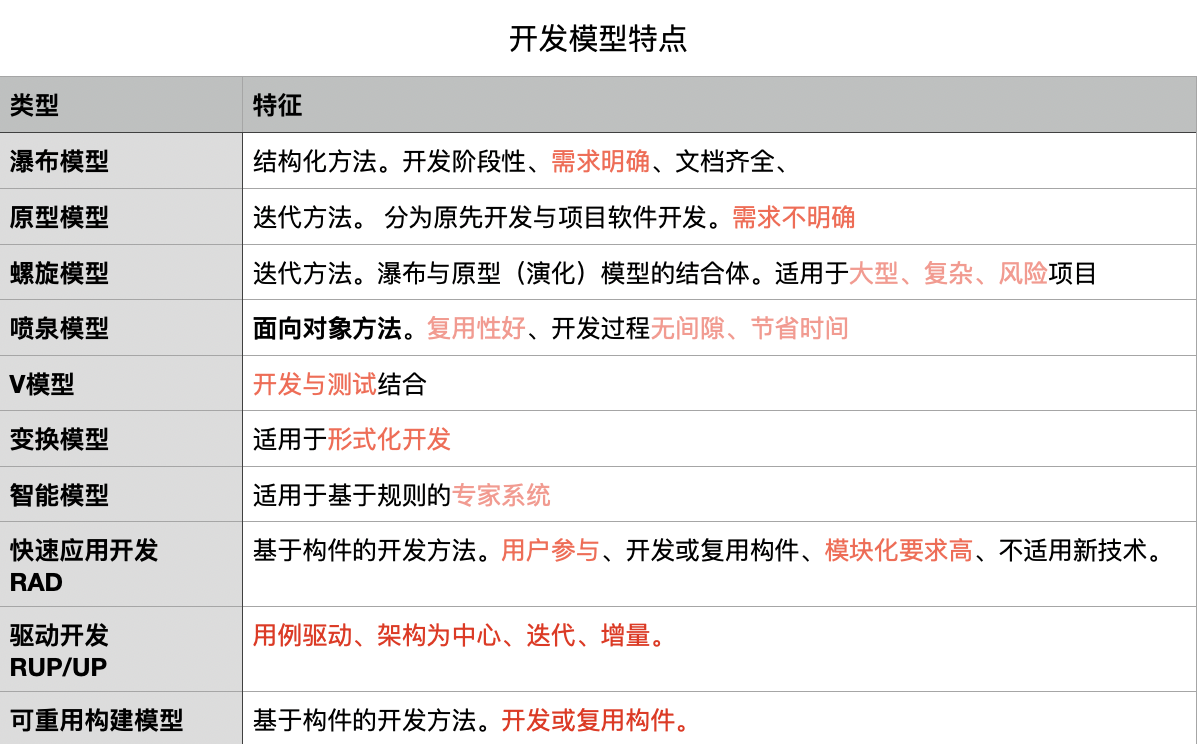 开发模型特点
类型 特征
瀑布模型 结构化方法。开发阶段性、需求明确、文档齐全、
原型模型 迭代方法。 分为原先开发与项目软件开发。需求不明确
螺旋模型 迭代方法。瀑布与原型（演化）模型的结合体。适用于大型、复杂、风险项目
喷泉模型 面向对象方法。复用性好、开发过程无间隙、节省时间
V模型 开发与测试结合
变换模型 适用于形式化开发
智能模型 适用于基于规则的专家系统
快速应用开发 基于构件的开发方法。用户参与、开发或复用构件、模块化要求高、不适用新技术。
RAD
驱动开发 用例驱动、架构为中心、迭代、增量。
RUP/UP
可重用构建模型 基于构件的开发方法。开发或复用构件。